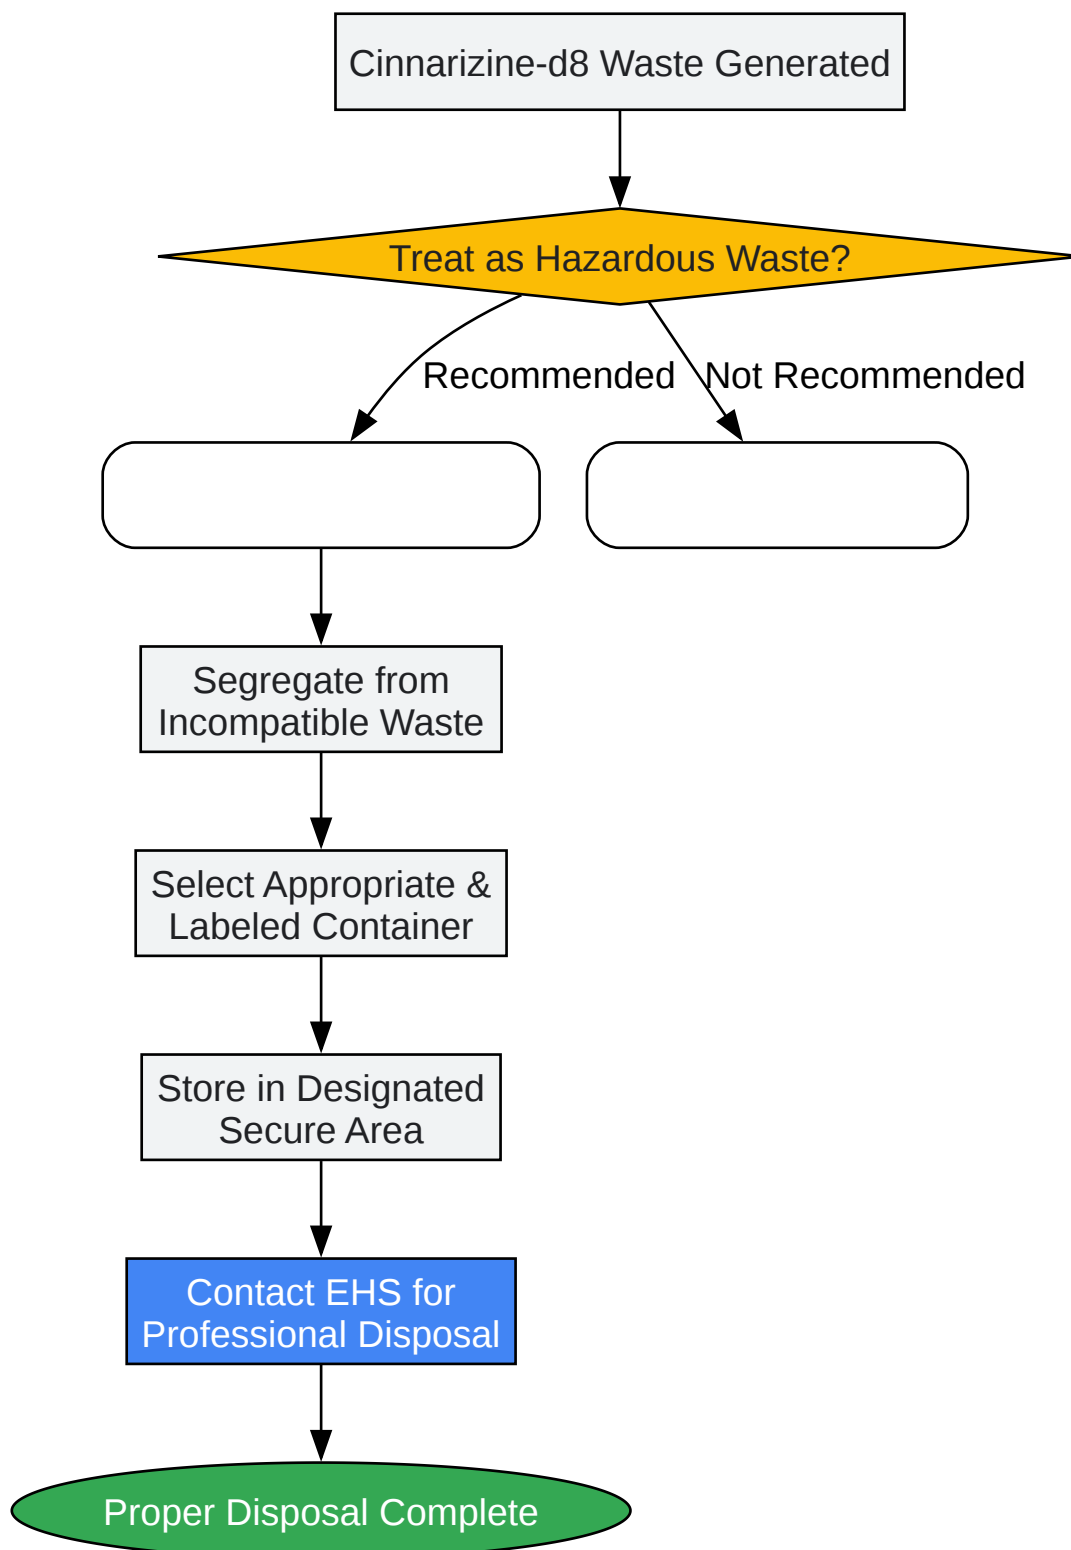 Cinnarizine-d8 Waste Generated
Treat as Hazardous Waste?
Recommended
Not Recommended
Segregate from
Incompatible Waste
Select Appropriate &
Labeled Container
Store in Designated
Secure Area
Contact EHS for
Professional Disposal
Proper Disposal Complete